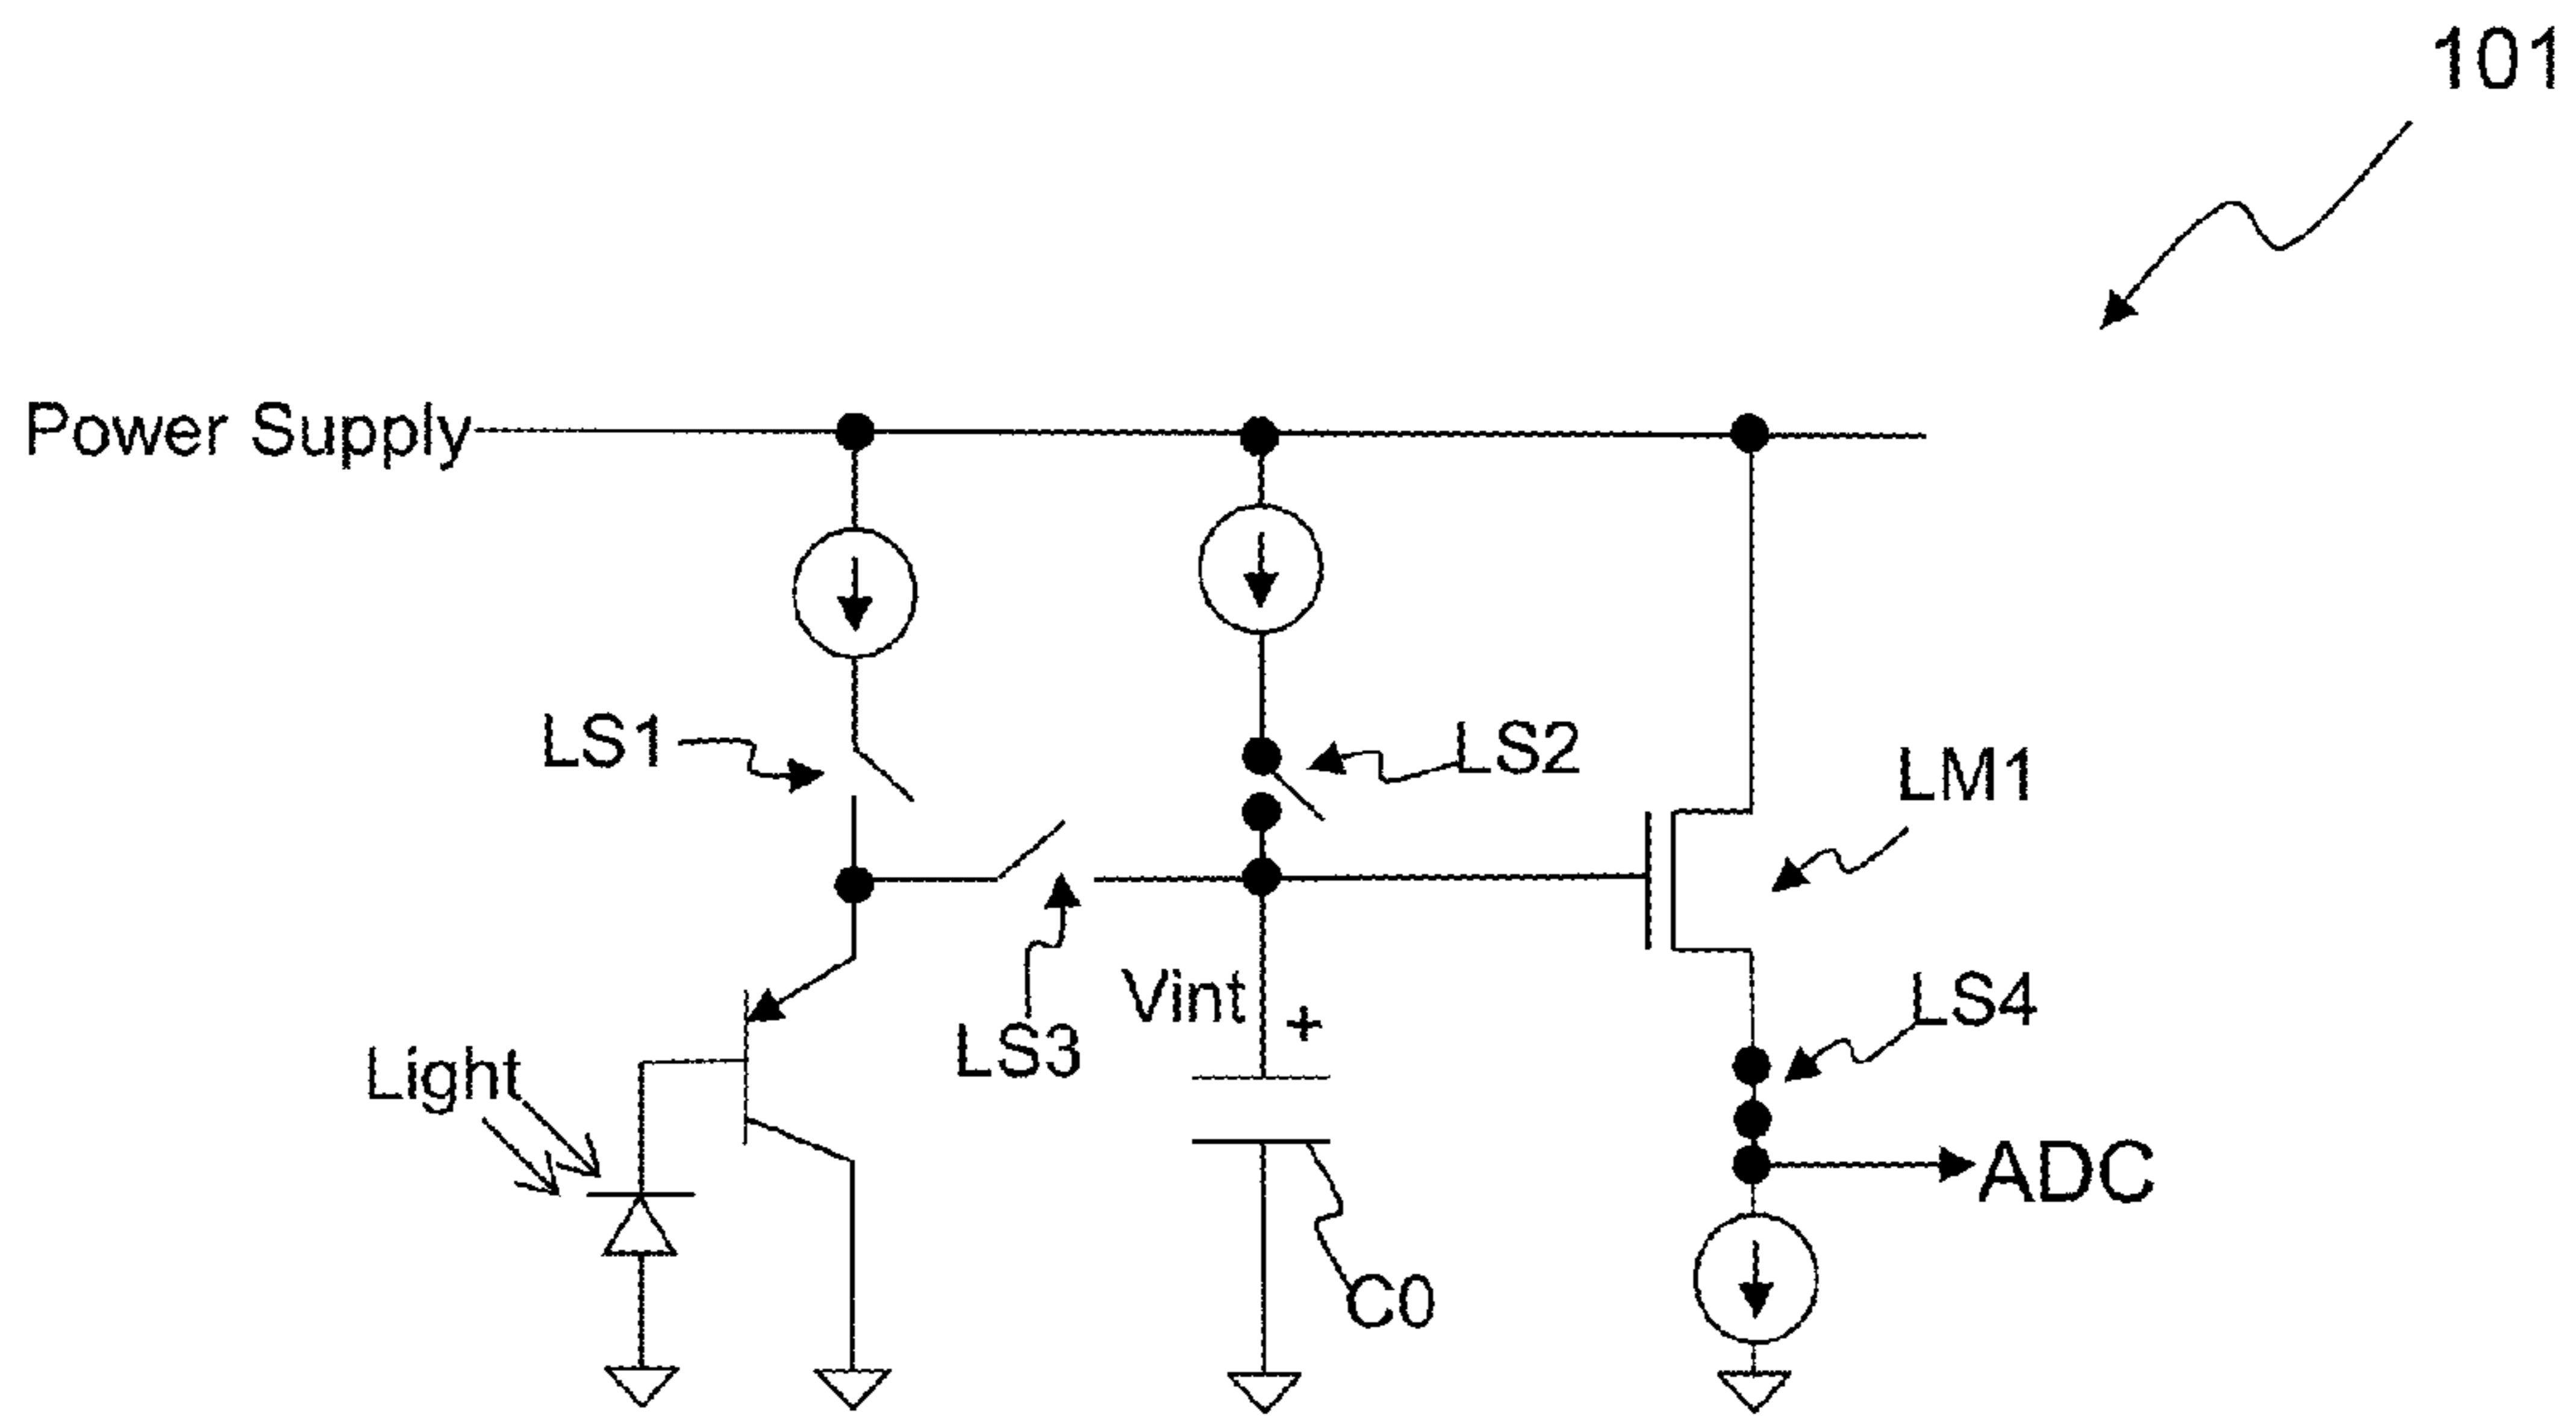 101
Power Supply
LS1
LS2
LM1
Vint
+
LS4
LS3
Light
ADC
C0